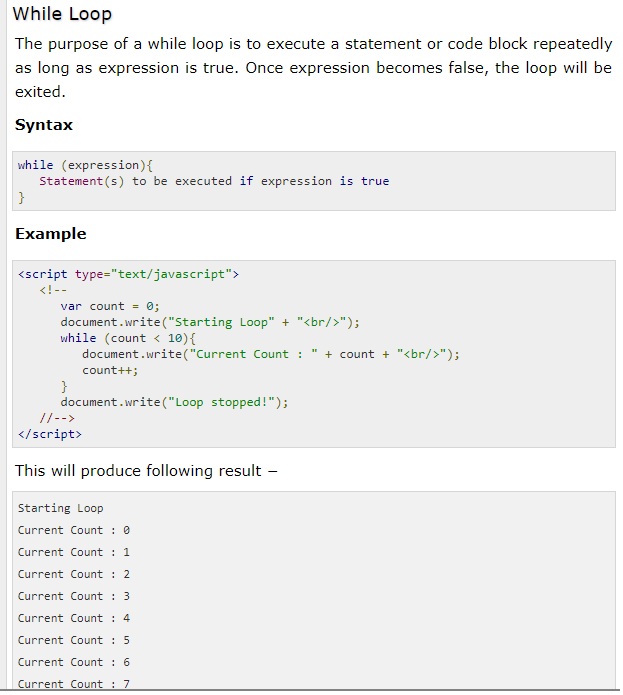 While Loop
The purpose of a while loop is to execute a statement or code block repeatedly
as long as expression is true. Once expression becomes false, the loop will be
exited.
Syntax
while (expression){
   Statement(s) to be executed if expression is true
}
Example
<script type="text/javascript">
   <!--
      var count = 0;
      document.write("Starting Loop" + "<br/>");
      while (count < 10){
         document.write("Current Count : " + count + "<br/>");
         count++;
      }
      document.write("Loop stopped!");
   //-->
</script>
This will produce following result −
Starting Loop
Current Count : 0
Current Count : 1
Current Count : 2
Current Count : 3
Current Count : 4
Current Count : 5
Current Count : 6
Current Count : 7